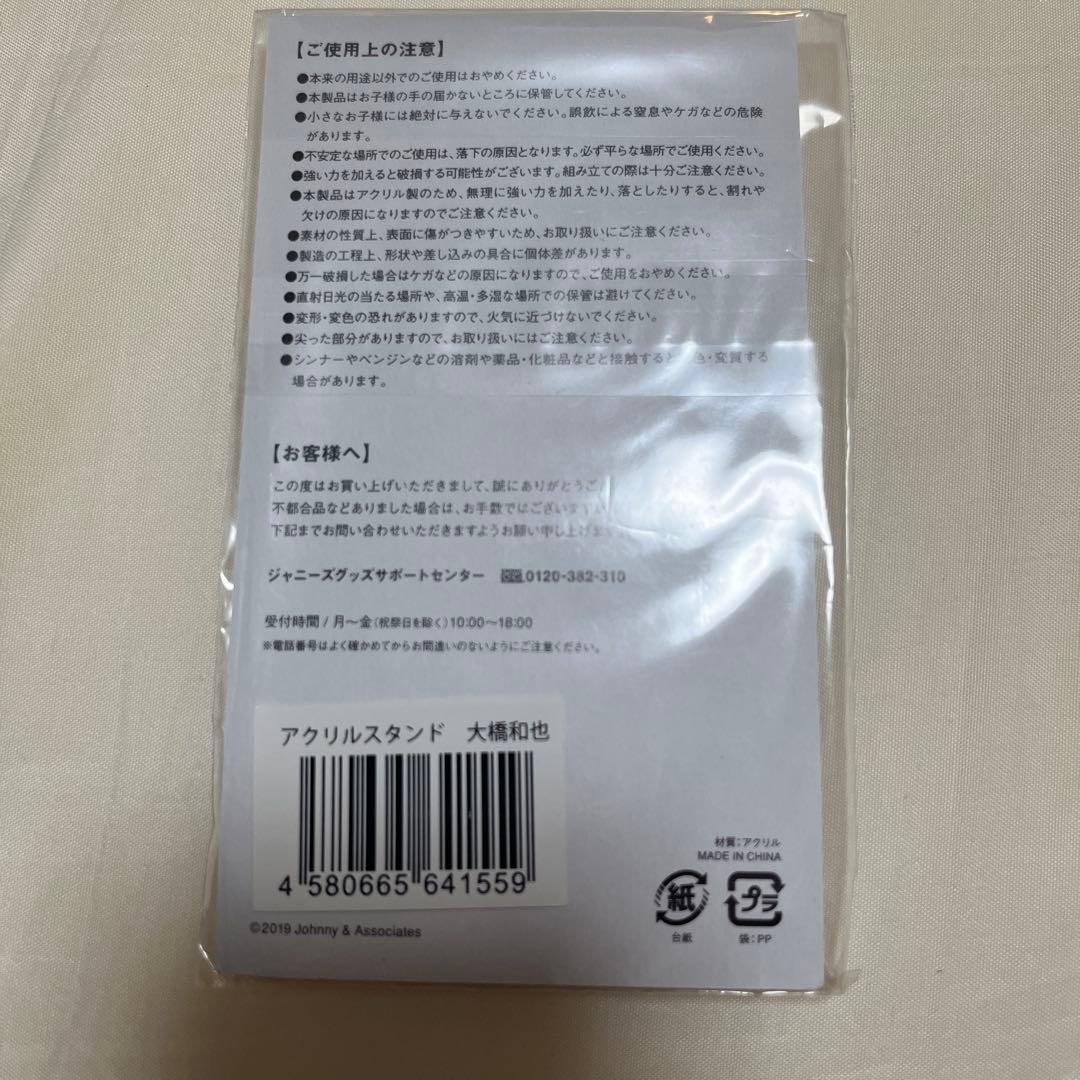 【ご使用上の注意】
●本来の用途以外でのご使用はおやめください。
●本製品はお子様の手の届かないところに保管してください。
●小さなお子様には絶対に与えないでください。誤飲による窒息やケガなどの危険
があります。
●不安定な場所でのご使用は、落下の原因となります。必ず平らな場所でご使用ください。
●強い力を加えると破損する可能性がございます。組み立ての際は十分ご注意ください。
●本製品はアクリル製のため、無理に強い力を加えたり、落としたりすると、割れや
欠けの原因になりますのでご注意ください。
●素材の性質上、表面に傷がつきやすいため、お取り扱いにご注意ください。
●製造の工程上、形状や差し込みの具合に個体差があります。
●万一破損した場合はケガなどの原因になりますので、ご使用をおやめください。
●直射日光の当たる場所や、高温・多湿な場所での保管は避けてください。
●変形・変色の恐れがありますので、火気に近づけないでください。
●尖った部分がありますので、お取り扱いにはご注意ください。
●シンナーやベンジンなどの溶剤や薬品・化粧品などと接触すると 色・変質する
場合があります。
【お客様へ】
この度はお買い上げいただきまして、誠にありがとうご
不都合品などありました場合は、お手数ではございますが
下記までお問い合わせいただきますようお願い申し上げます
ジャニーズグッズサポートセンター 0120-382-310
受付時間/月〜金(祝祭日を除く)10:00〜18:00
※電話番号はよく確かめてからお間違いのないようにご注意ください。
アクリルスタンド 大橋和也
4 580665 641559
材質:アクリル
MADE IN CHINA
紙 プラ
台紙 袋:PP
©2019 Johnny & Associates